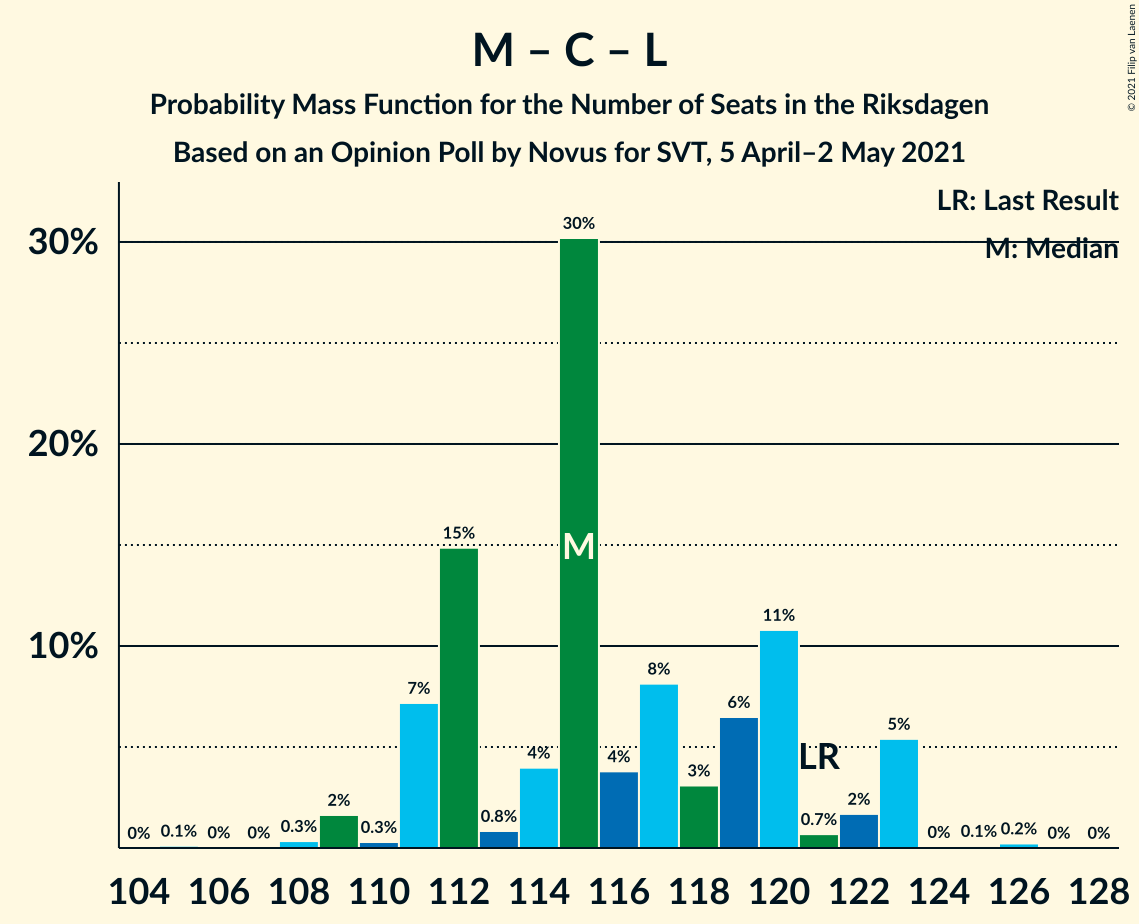 M – C – L
Probability Mass Function for the Number of Seats in the Riksdagen
Based on an Opinion Poll by Novus for SVT, 5 April–2 May 2021
© 2021 Filip van Laenen
LR: Last Result
M: Median
30%
20%
10%
0% 0.1% 0% 0% 0.3% 2% 0.3% 7% 15% 0.8% 4% 30% 4% 8% 3% 6% 11% 0.7% 2% 5% 0% 0.1% 0.2% 0% 0%
M
LR
104 106 108 110 112 114 116 118 120 122 124 126 128